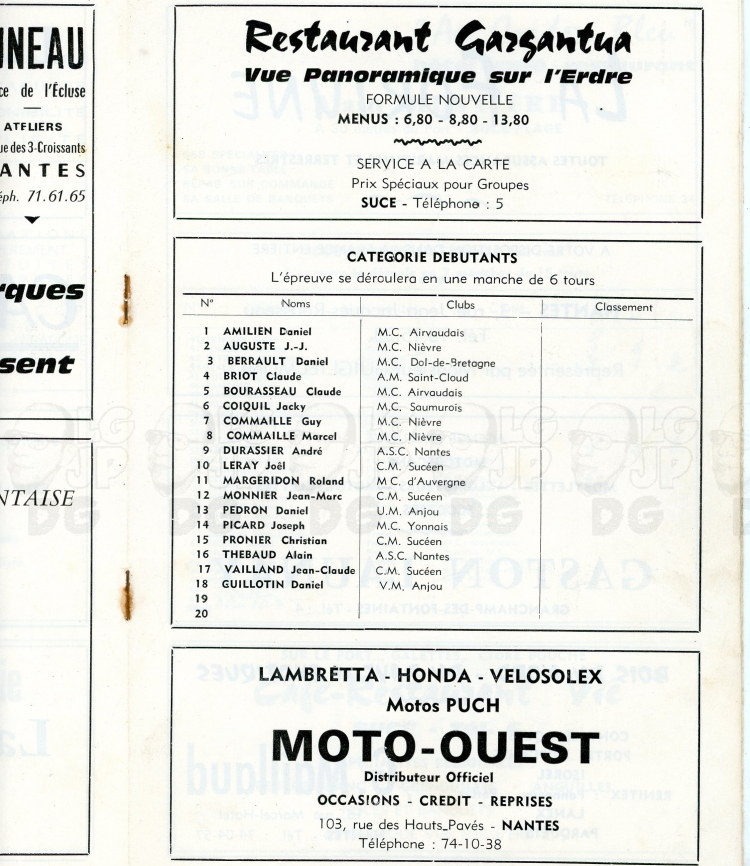 UNEAU
ce de l'Écluse
ATELIERS
ue des 3-Croissants
ANTES
éph. 71.61.65
rques
sent
NTAISE
Restaurant Gargantua
Vue Panoramique sur l'Erdre
FORMULE NOUVELLE
MENUS : 6,80 - 8,80 - 13,80
SERVICE A LA CARTE
Prix Spéciaux pour Groupes
SUCE - Téléphone : 5
CATEGORIE DEBUTANTS
L'épreuve se déroulera en une manche de 6 tours
N° Noms Clubs Classement
1 AMILIEN Daniel M.C. Airvaudais
2 AUGUSTE J.-J. M.C. Nièvre
3 BERRAULT Daniel M.C. Dol-de-Bretagne
4 BRIOT Claude A.M. Saint-Cloud
5 BOURASSEAU Claude M.C. Airvaudais
6 COIQUIL Jacky M.C. Saumurois
7 COMMAILLE Guy M.C. Nièvre
8 COMMAILLE Marcel M.C. Nièvre
9 DURASSIER André A.S.C. Nantes
10 LERAY Joël C.M. Sucéen
11 MARGERIDON Roland M C. d'Auvergne
12 MONNIER Jean-Marc C.M. Sucéen
13 PEDRON Daniel U.M. Anjou
14 PICARD Joseph M.C. Yonnais
15 PRONIER Christian C.M. Sucéen
16 THEBAUD Alain A.S.C. Nantes
17 VAILLAND Jean-Claude C.M. Sucéen
18 GUILLOTIN Daniel V.M. Anjou
19
20
LAMBRETTA - HONDA - VELOSOLEX
Motos PUCH
MOTO-OUEST
Distributeur Officiel
OCCASIONS - CREDIT - REPRISES
103, rue des Hauts_Pavés - NANTES
Téléphone : 74-10-38